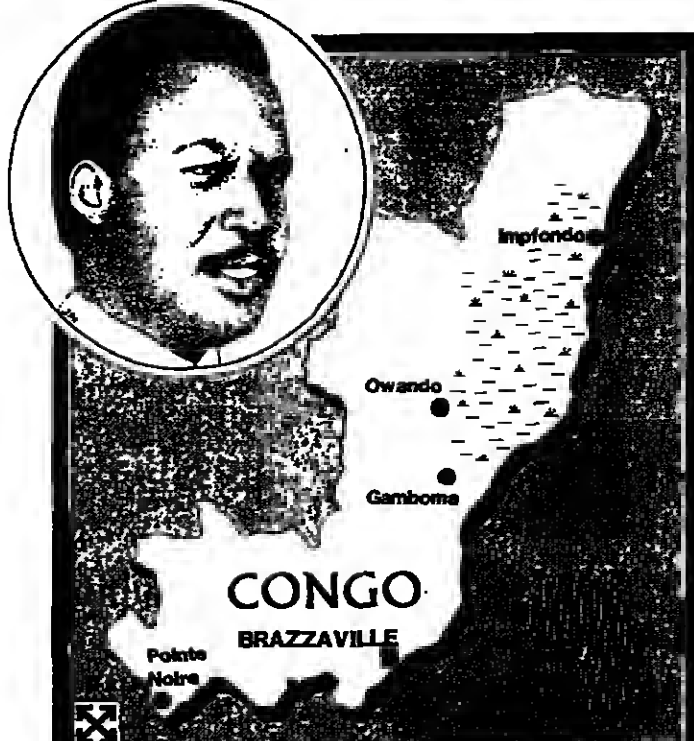 Impfondo
Owando
Gamboma
CONGO
BRAZZAVILLE
Pointe
Noire